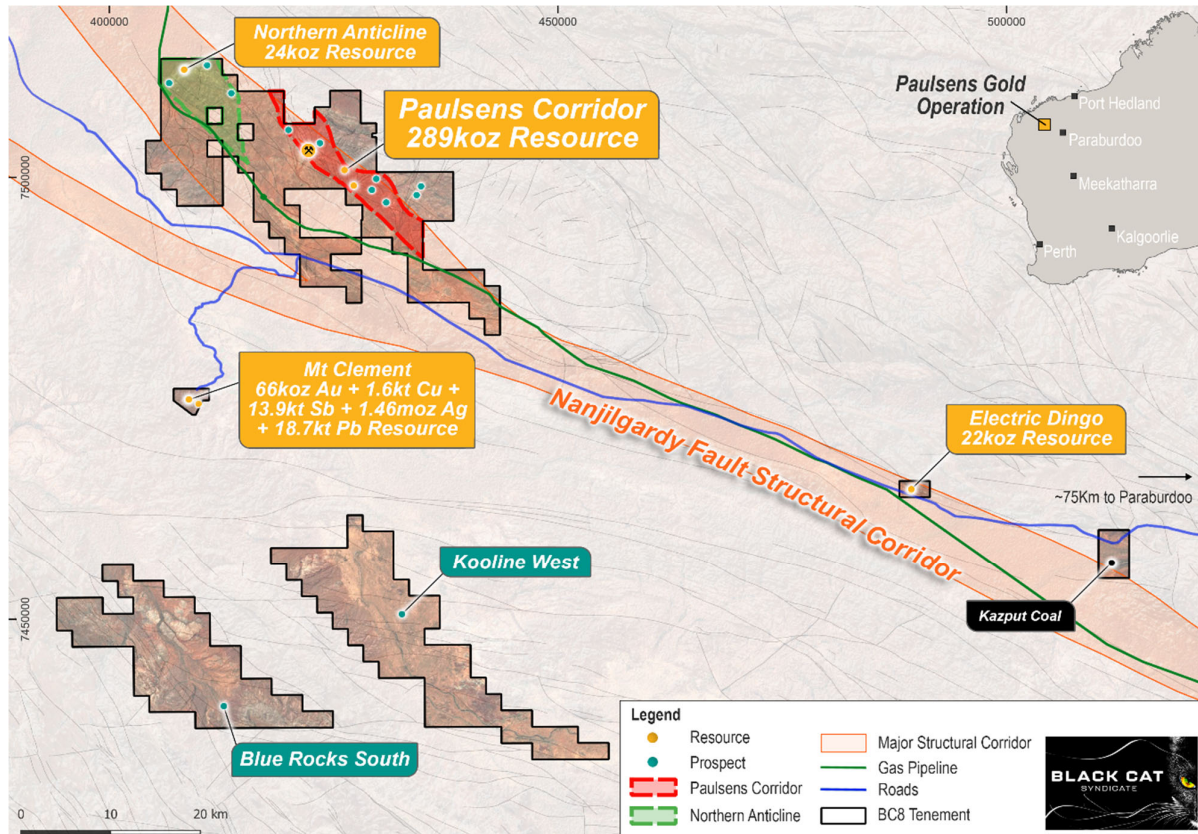 400000
450000
500000
Northern Anticline
24koz Resource
Paulsens Corridor
289koz Resource
Paulsens Gold
Operation
Port Hedland
Paraburdoo
Meekatharra
Kalgoorlie
Perth
7500000
Mt Clement
66koz Au + 1.6kt Cu +
13.9kt Sb + 1.46moz Ag
+ 18.7kt Pb Resource
Nanjilgardy Fault Structural Corridor
Electric Dingo
22koz Resource
~75Km to Paraburdoo
Kooline West
Kazput Coal
7450000
Blue Rocks South
Legend
Resource
Prospect
Paulsens Corridor
Northern Anticline
Major Structural Corridor
Gas Pipeline
Roads
BC8 Tenement
BLACK CAT
SYNDICATE
0 10 20 km